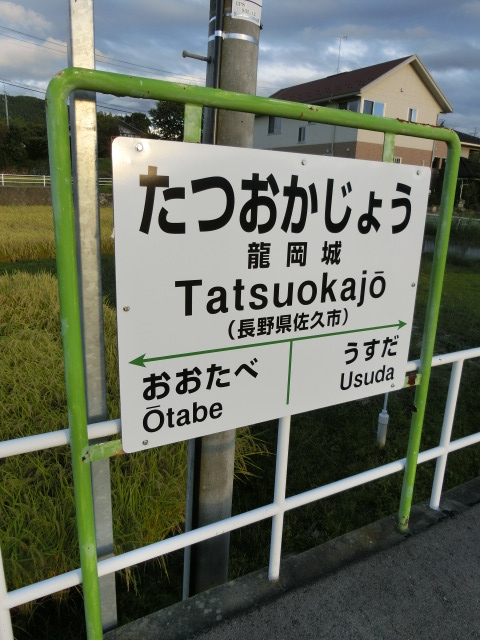 たつおかじょう
龍岡城
Tatsuokajō
（長野県佐久市）
おおたべ
Ōtabe
うすだ
Usuda